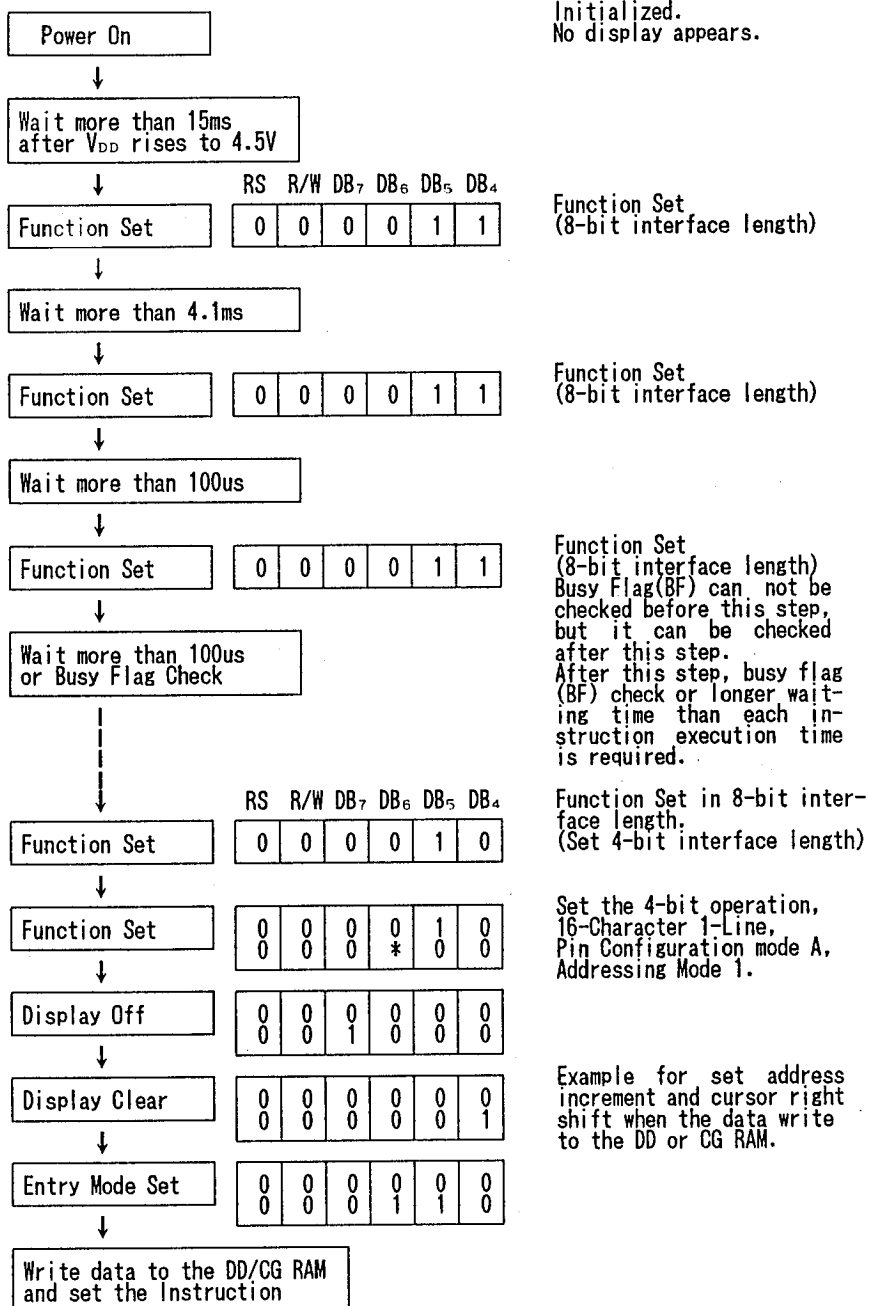 Initialized.
No display appears.
Power On
Wait more than 15ms
after VDD rises to 4.5V
RS R/W DB7 DB6 DB5 DB4
Function Set 0 0 0 0 1 1
Function Set
(8-bit interface length)
Wait more than 4.1ms
Function Set 0 0 0 0 1 1
Function Set
(8-bit interface length)
Wait more than 100us
Function Set 0 0 0 0 1 1
Function Set
(8-bit interface length)
Busy Flag(BF) can not be
checked before this step,
but it can be checked
after this step.
After this step, busy flag
(BF) check or longer wait-
ing time than each in-
struction execution time
is required.
Wait more than 100us
or Busy Flag Check
RS R/W DB7 DB6 DB5 DB4
Function Set 0 0 0 0 1 0
Function Set in 8-bit inter-
face length.
(Set 4-bit interface length)
Function Set
0 0 0 0 1 0
0 0 0 * 0 0
Set the 4-bit operation,
16-Character 1-Line,
Pin Configuration mode A,
Addressing Mode 1.
Display Off
0 0 0 0 0 0
0 0 1 0 0 0
Display Clear
0 0 0 0 0 0
0 0 0 0 0 1
Example for set address
increment and cursor right
shift when the data write
to the DD or CG RAM.
Entry Mode Set
0 0 0 0 0 0
0 0 0 1 1 0
Write data to the DD/CG RAM
and set the Instruction